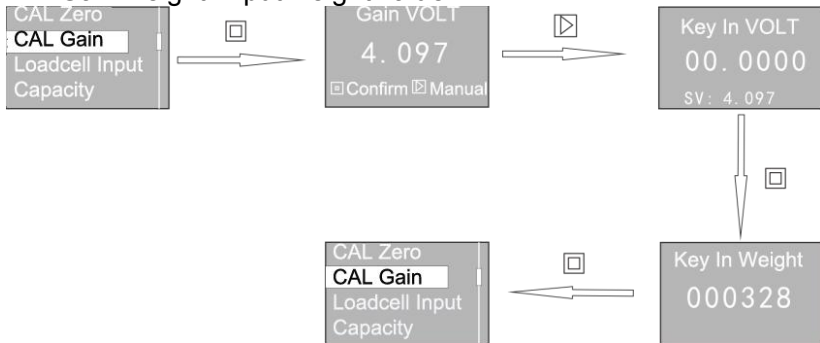 CAL Zero
CAL Gain
Loadcell Input
Capacity
Gain VOLT
4.097
Confirm Manual
Key In VOLT
00.0000
SV: 4.097
Key In Weight
000328
CAL Zero
CAL Gain
Loadcell Input
Capacity